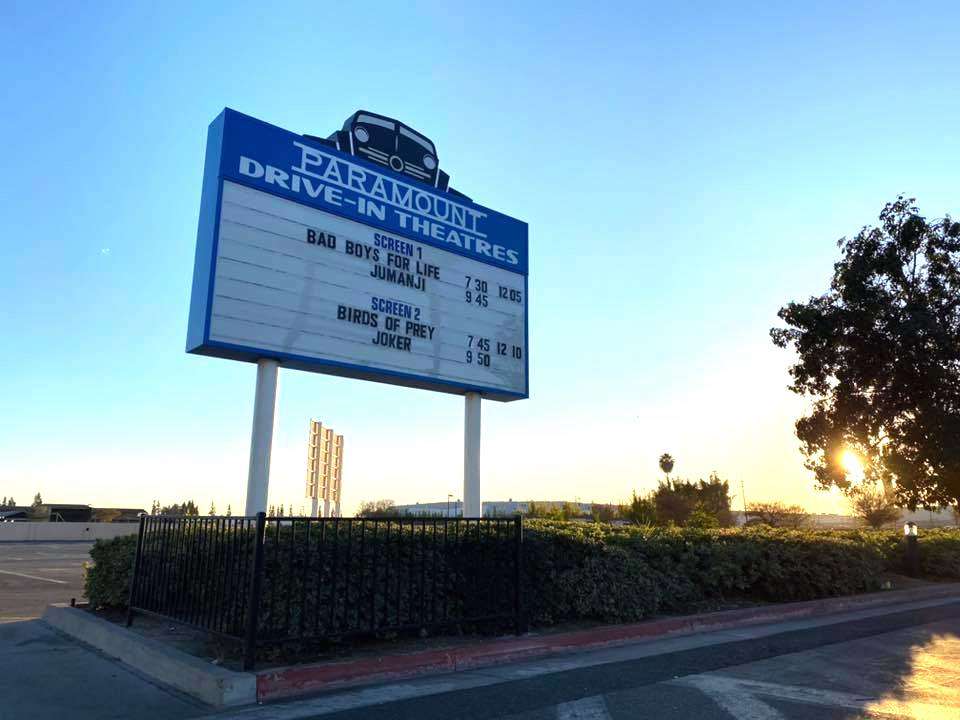 PARAMOUNT
DRIVE-IN THEATRES
SCREEN 1
BAD BOYS FOR LIFE 7 30 12 05
JUMANJI 9 45
SCREEN 2
BIRDS OF PREY 7 45 12 10
JOKER 9 50